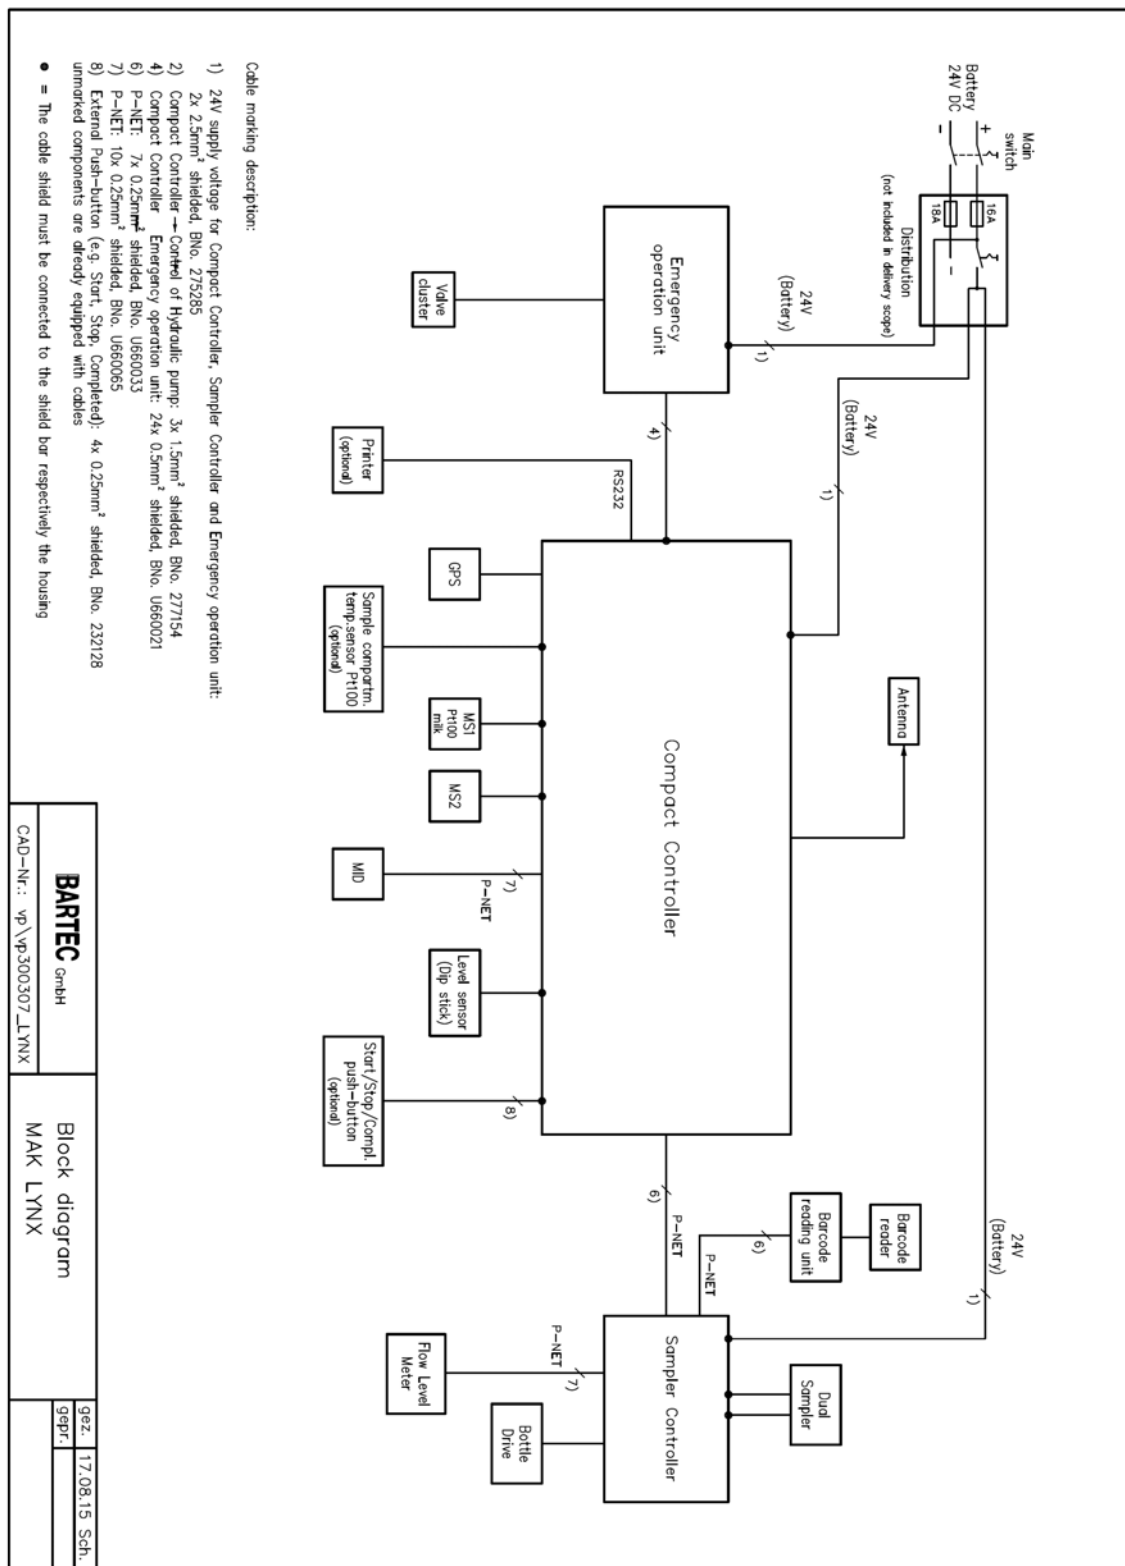 Main
switch
Battery
24V DC
+
-
16A
18A
-
Distribution
(not included in delivery scope)
24V
(Battery)
1)
24V
(Battery)
1)
24V
(Battery)
1)
Emergency
operation unit
Valve
cluster
4)
Printer
(optional)
RS232
Antenna
Compact Controller
GPS
Sample compartm.
temp.sensor Pt100
(optional)
MS1
Pt100
milk
MS2
MID
7)
P-NET
Level sensor
(Dip stick)
Start/Stop/Compl.
push-button
(optional)
8)
6)
P-NET
Barcode
reader
Barcode
reading unit
6)
P-NET
Sampler Controller
Dual
Sampler
Flow Level
Meter
P-NET
7)
Bottle
Drive
Cable marking description:
1) 24V supply voltage for Compact Controller, Sampler Controller and Emergency operation unit:
2x 2.5mm² shielded, BNo. 275285
2) Compact Controller → Control of Hydraulic pump: 3x 1.5mm² shielded, BNo. 277154
4) Compact Controller Emergency operation unit: 24x 0.5mm² shielded, BNo. U660021
6) P-NET: 7x 0.25mm² shielded, BNo. U660033
7) P-NET: 10x 0.25mm² shielded, BNo. U660065
8) External Push-button (e.g. Start, Stop, Completed): 4x 0.25mm² shielded, BNo. 232128
unmarked components are already equipped with cables
● = The cable shield must be connected to the shield bar respectively the housing
BARTEC GmbH
CAD-Nr.: vp\vp300307_LYNX
Block diagram
MAK LYNX
gez. 17.08.15 Sch.
gepr.